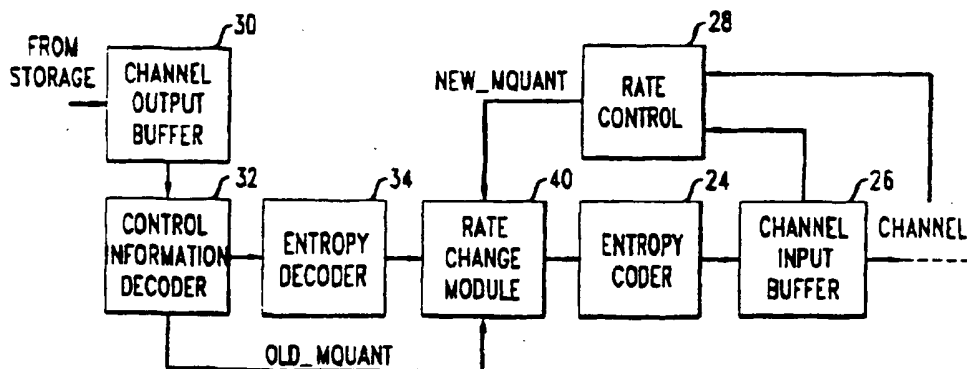 FROM
STORAGE
30
CHANNEL
OUTPUT
BUFFER
NEW_MQUANT
28
RATE
CONTROL
32
CONTROL
INFORMATION
DECODER
34
ENTROPY
DECODER
40
RATE
CHANGE
MODULE
24
ENTROPY
CODER
26
CHANNEL
INPUT
BUFFER
CHANNEL
OLD_MQUANT